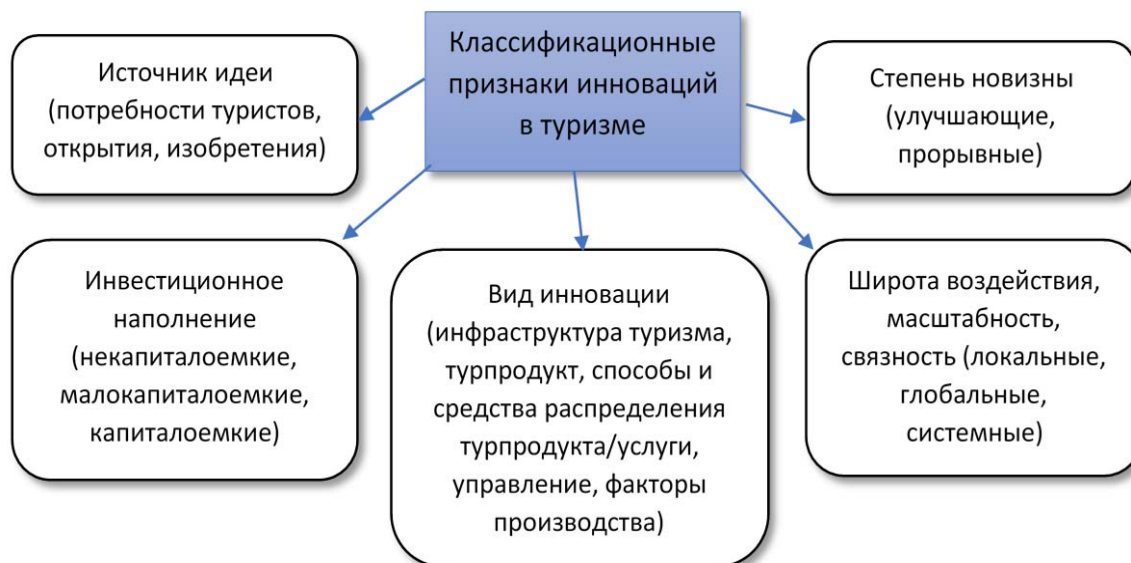 Классификационные
признаки инноваций
в туризме
Источник идеи
(потребности туристов,
открытия, изобретения)
Степень новизны
(улучшающие,
прорывные)
Инвестиционное
наполнение
(некапиталоемкие,
малокапиталоемкие,
капиталоемкие)
Вид инновации
(инфраструктура туризма,
турпродукт, способы и
средства распределения
турпродукта/услуги,
управление, факторы
производства)
Широта воздействия,
масштабность,
связность (локальные,
глобальные,
системные)